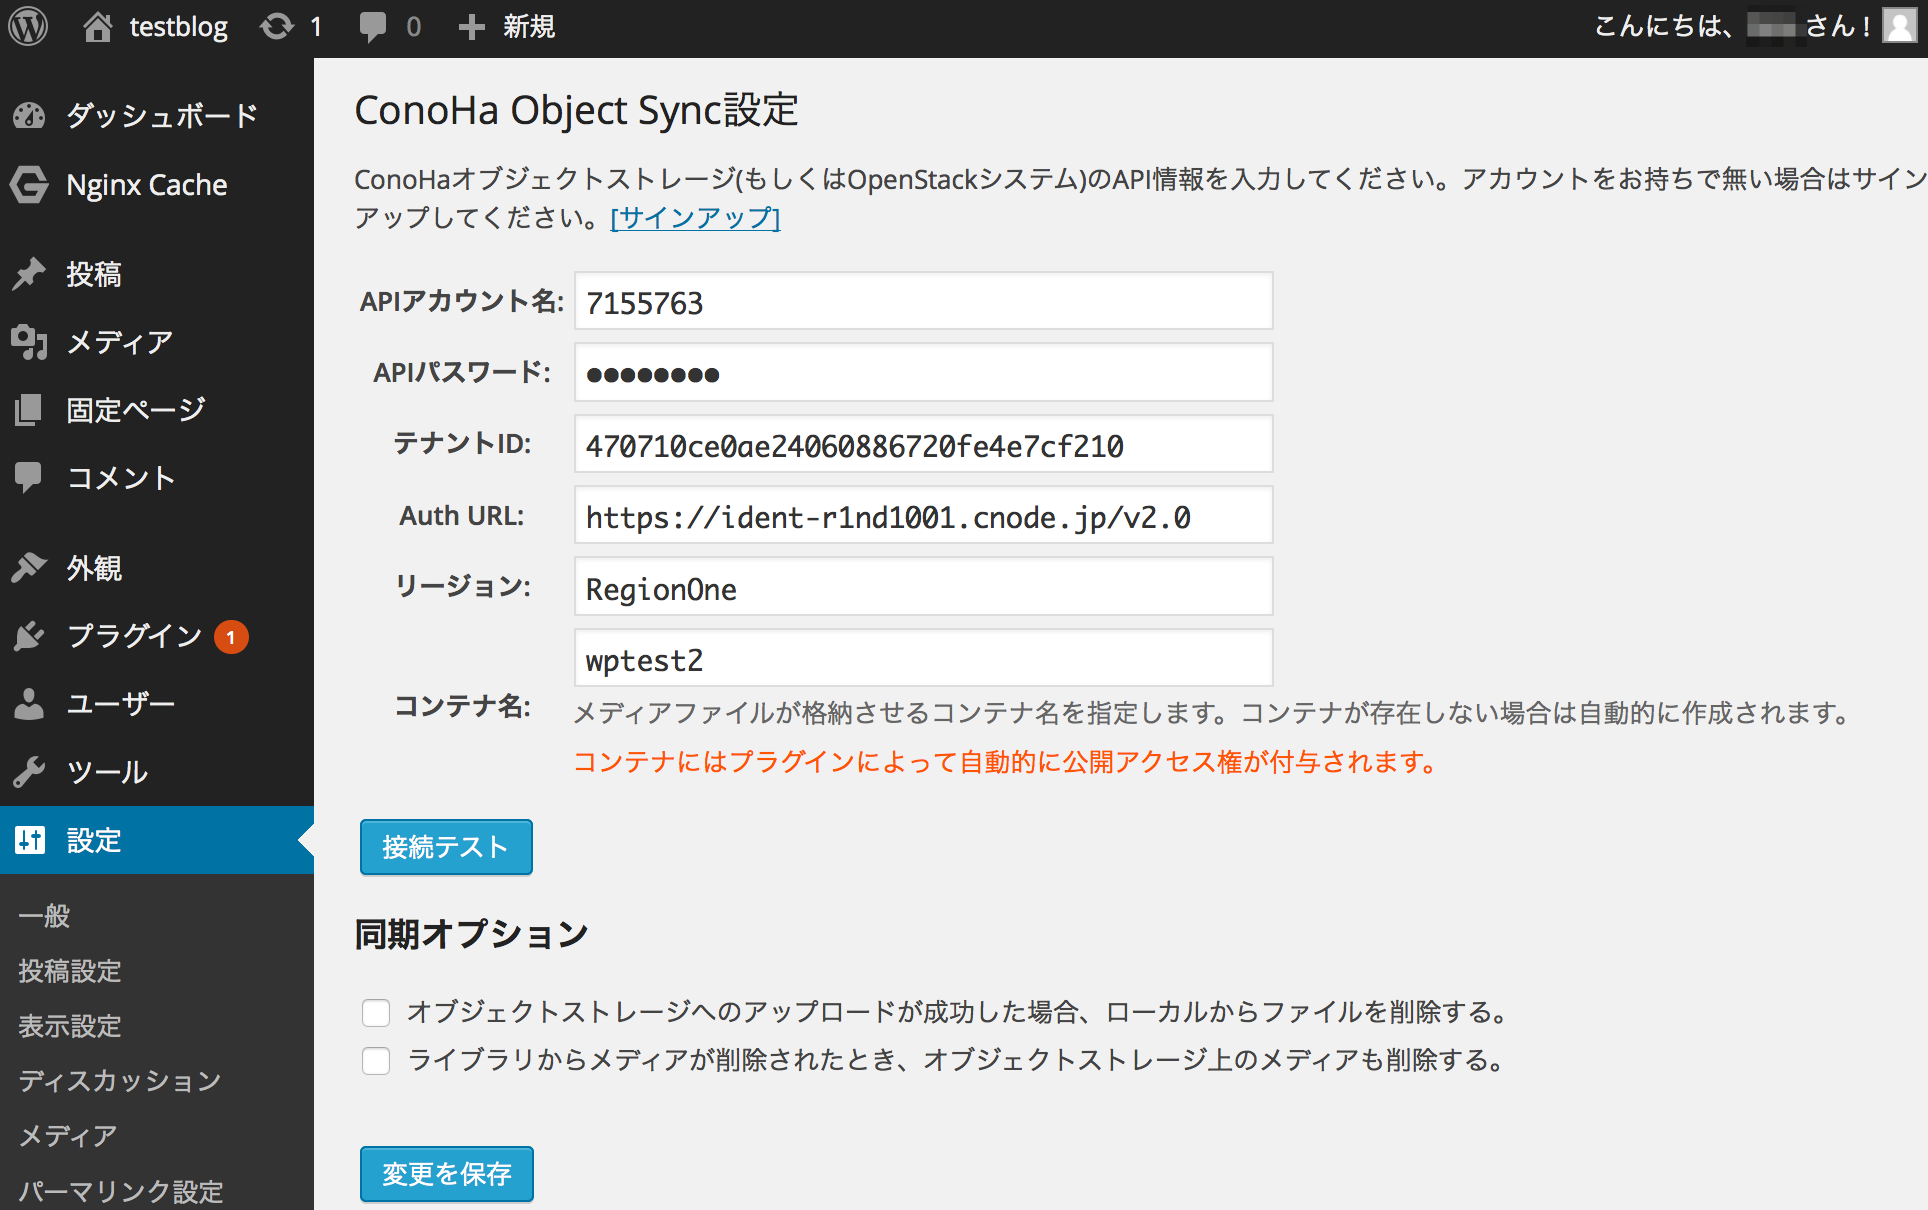 testblog 1 0 新規
こんにちは、 さん !
ダッシュボード
Nginx Cache
投稿
メディア
固定ページ
コメント
外観
プラグイン 1
ユーザー
ツール
設定
一般
投稿設定
表示設定
ディスカッション
メディア
パーマリンク設定
ConoHa Object Sync設定
ConoHaオブジェクトストレージ(もしくはOpenStackシステム)のAPI情報を入力してください。アカウントをお持ちで無い場合はサイン
アップしてください。[サインアップ]
APIアカウント名: 7155763
APIパスワード: ●●●●●●●●
テナントID: 470710ce0ae24060886720fe4e7cf210
Auth URL: https://ident-r1nd1001.cnode.jp/v2.0
リージョン: RegionOne
コンテナ名: wptest2
メディアファイルが格納させるコンテナ名を指定します。コンテナが存在しない場合は自動的に作成されます。
コンテナにはプラグインによって自動的に公開アクセス権が付与されます。
接続テスト
同期オプション
オブジェクトストレージへのアップロードが成功した場合、ローカルからファイルを削除する。
ライブラリからメディアが削除されたとき、オブジェクトストレージ上のメディアも削除する。
変更を保存